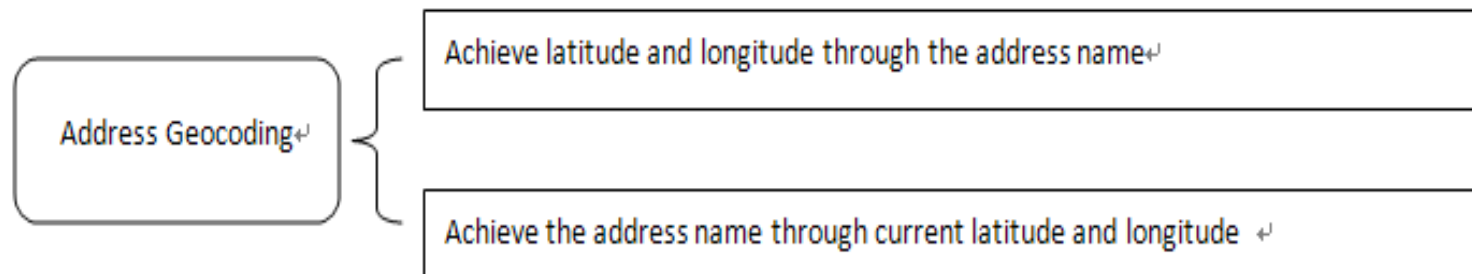 Achieve latitude and longitude through the address name
Address Geocoding
Achieve the address name through current latitude and longitude